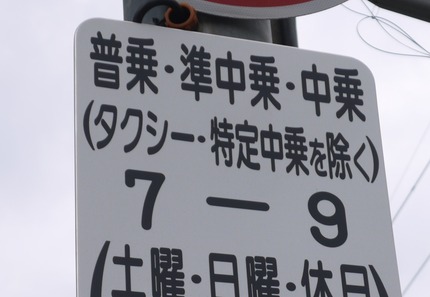 普乗・準中乗・中乗
(タクシー・特定中乗を除く)
7－9
(土曜・日曜・休日)